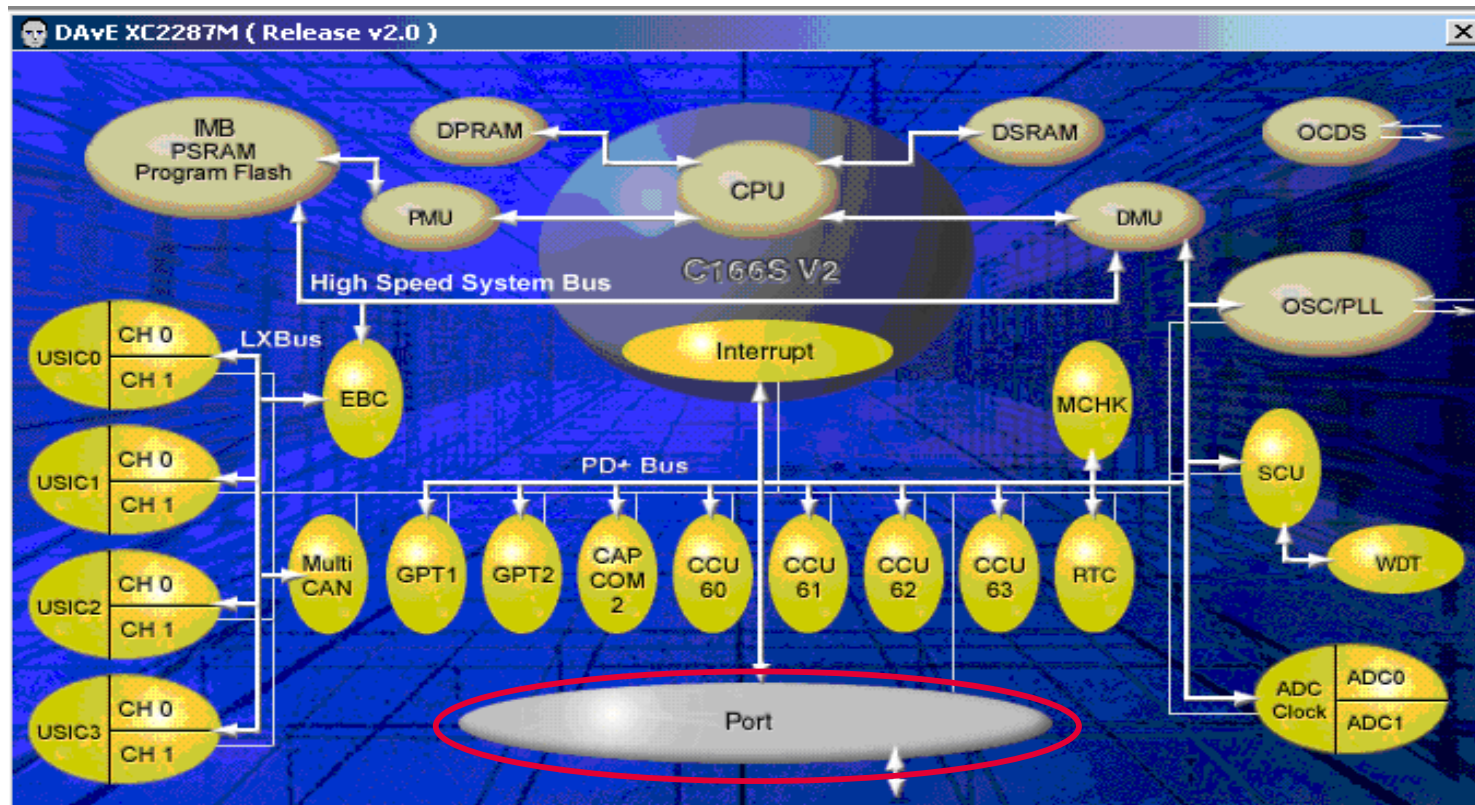 DAvE XC2287M ( Release v2.0 )
IMB
PSRAM
Program Flash
DPRAM
DSRAM
OCDS
CPU
PMU
DMU
C166S V2
High Speed System Bus
OSC/PLL
USIC0
CH 0
CH 1
LXBus
Interrupt
EBC
MCHK
USIC1
CH 0
CH 1
PD+ Bus
SCU
Multi
CAN
GPT1
GPT2
CAP
COM
2
CCU
60
CCU
61
CCU
62
CCU
63
RTC
WDT
USIC2
CH 0
CH 1
USIC3
CH 0
CH 1
Port
ADC
Clock
ADC0
ADC1